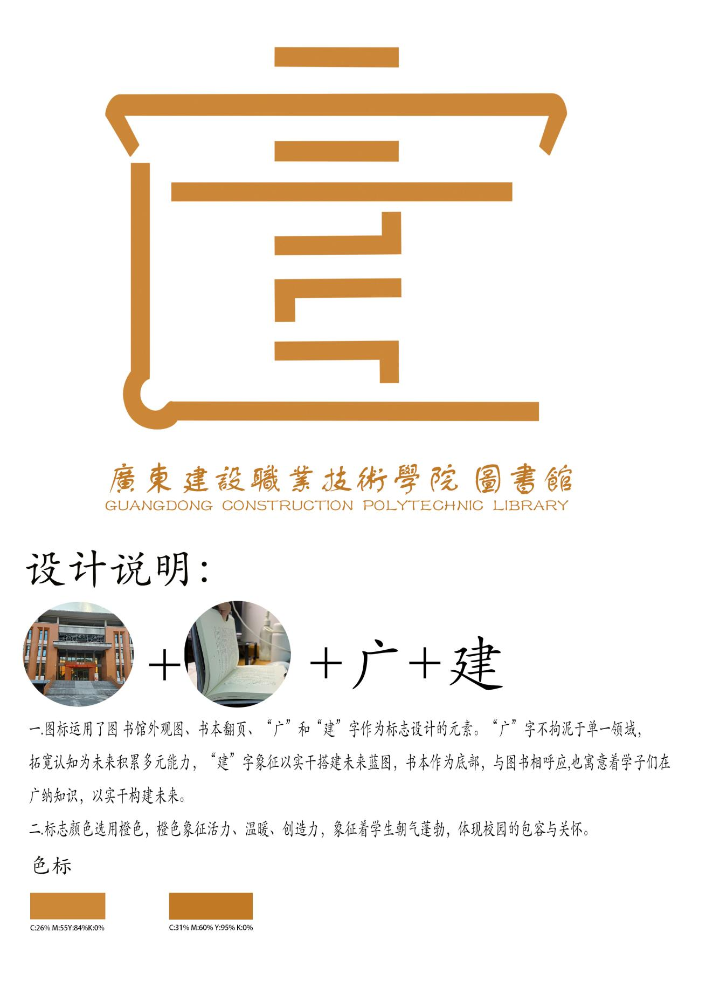 廣東建設職業技術學院 圖書館
GUANGDONG CONSTRUCTION POLYTECHNIC LIBRARY
设计说明：
+ + 广 + 建
一.图标运用了图 书馆外观图、书本翻页、“广”和“建”字作为标志设计的元素。“广”字不拘泥于单一领域，
拓宽认知为未来积累多元能力，“建”字象征以实干搭建未来蓝图，书本作为底部，与图书相呼应,也寓意着学子们在
广纳知识，以实干构建未来。
二.标志颜色选用橙色，橙色象征活力、温暖、创造力，象征着学生朝气蓬勃，体现校园的包容与关怀。
色标
C:26% M:55Y:84%K:0% C:31% M:60% Y:95% K:0%